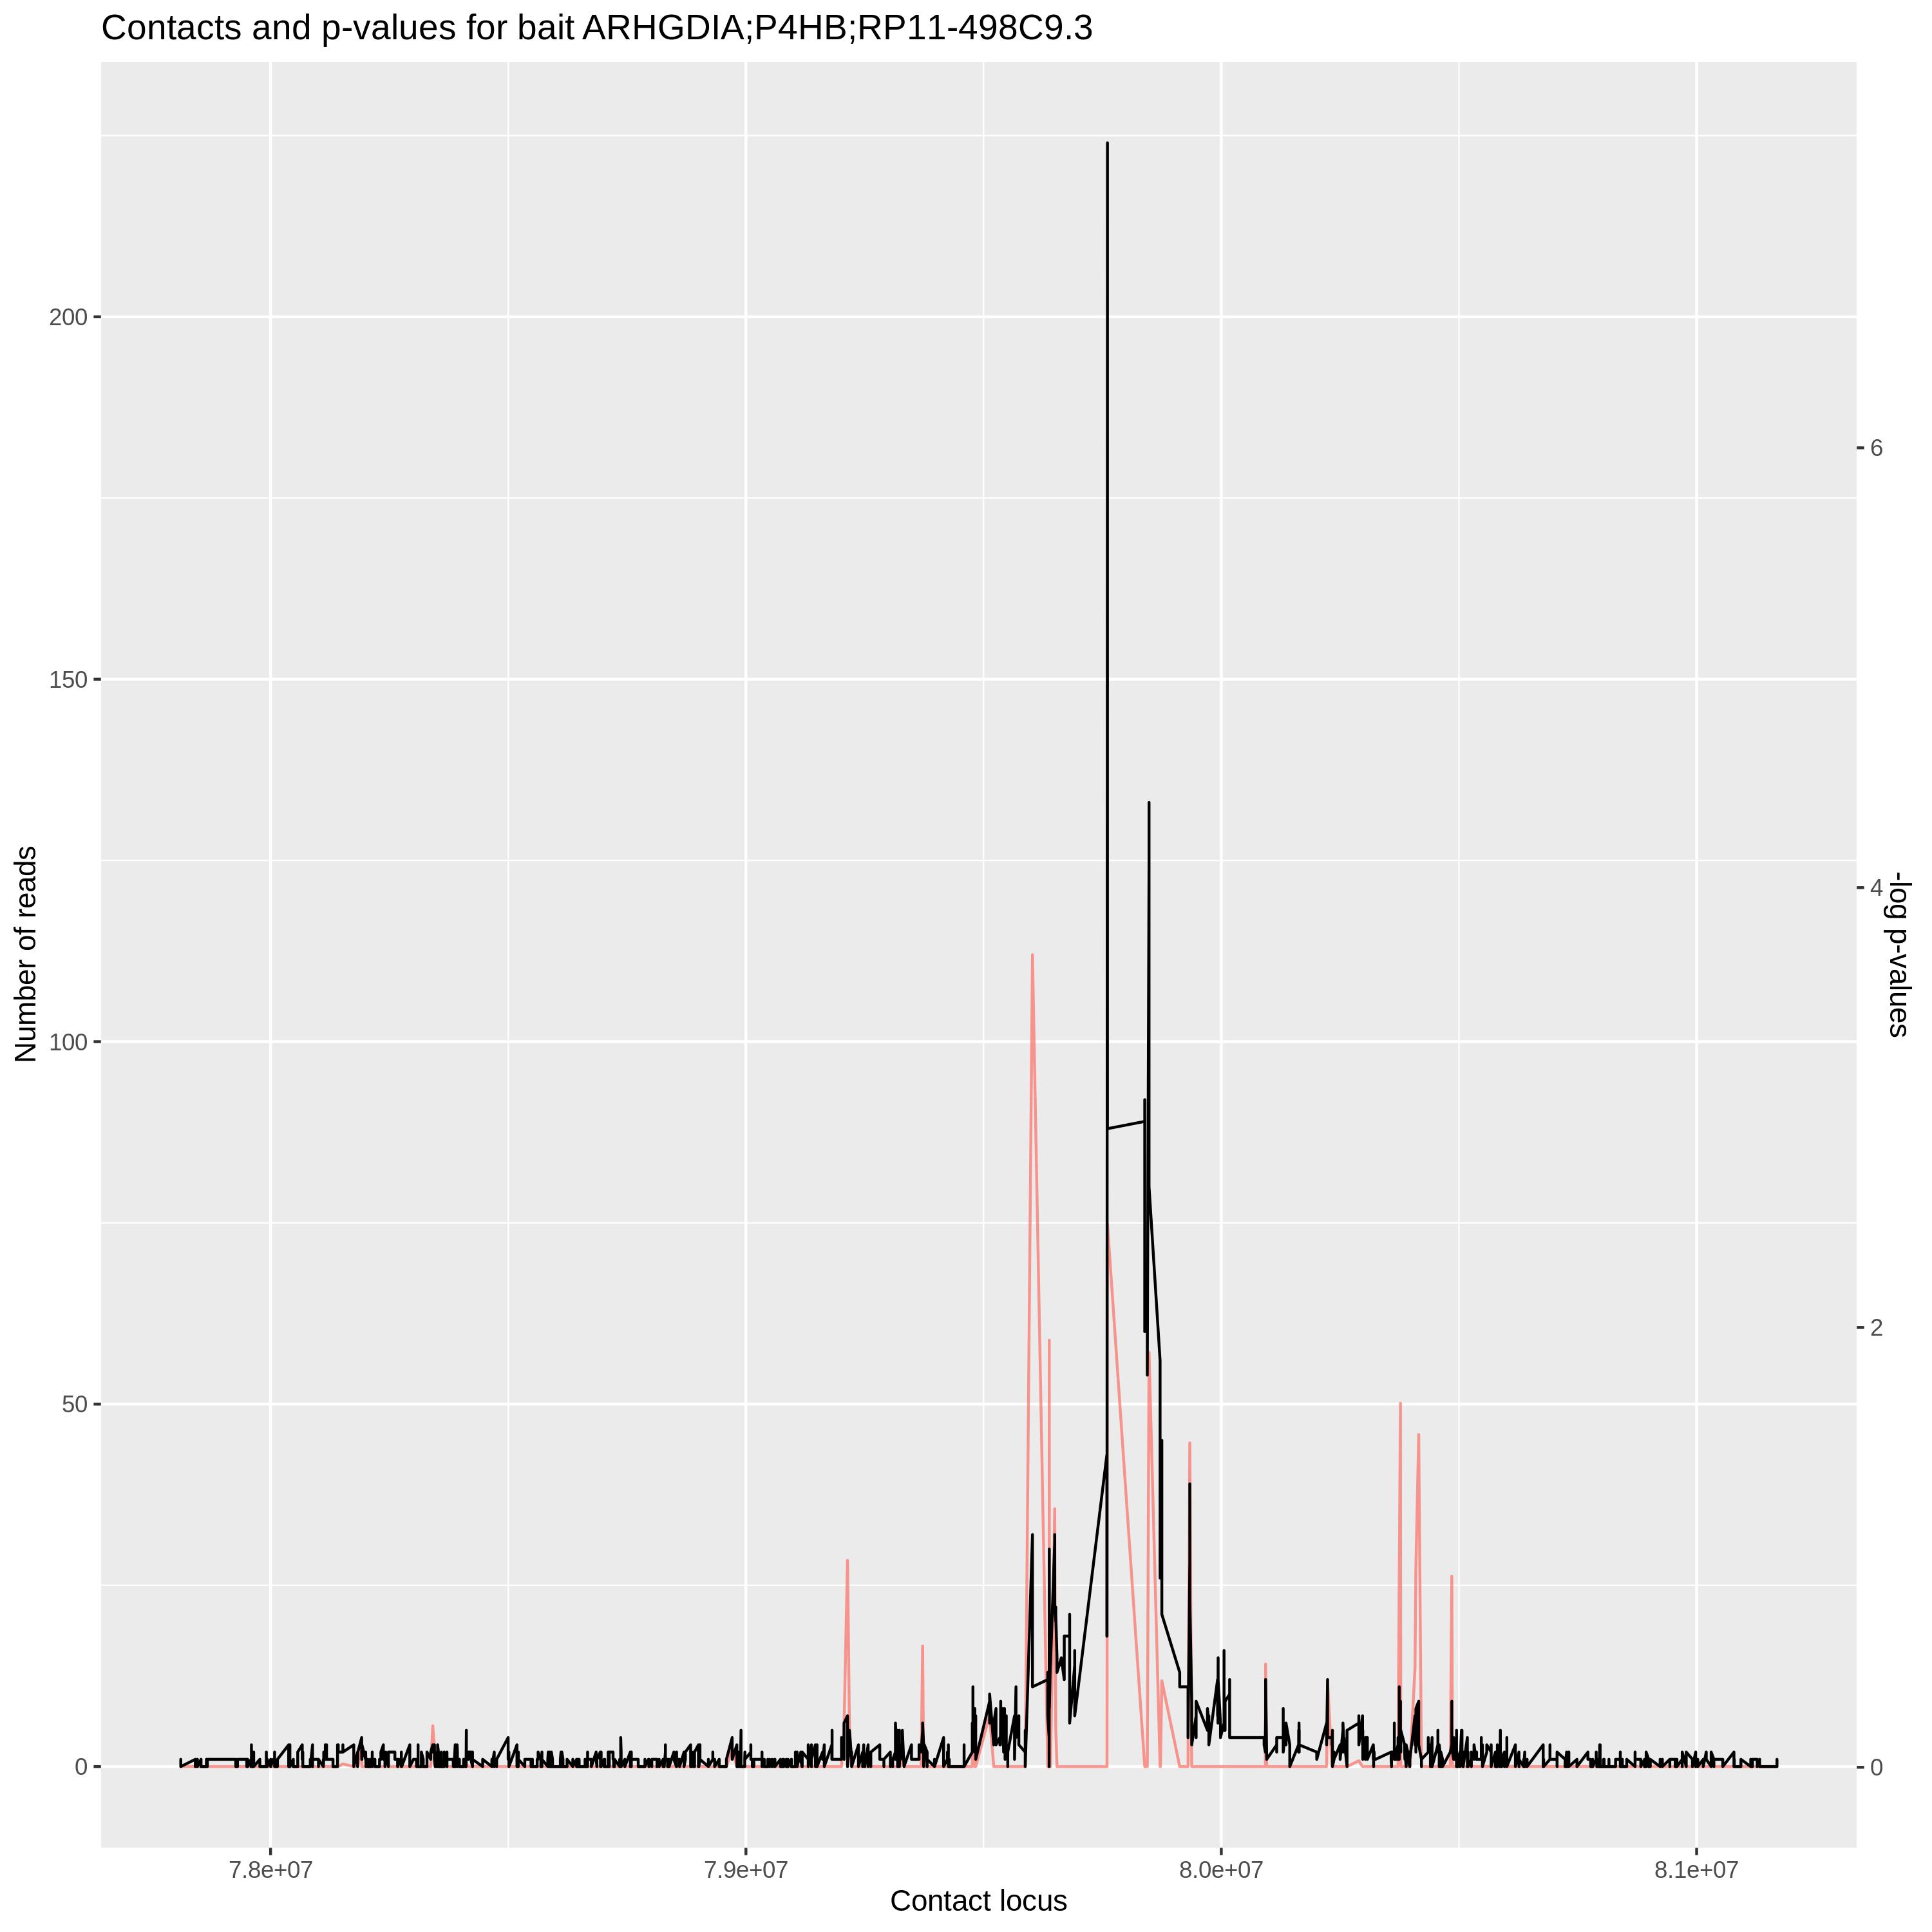 Contacts and p-values for bait ARHGDIA;P4HB;RP11-498C9.3
Number of reads
200
150
100
50
0
6
4
2
0
-log p-values
7.8e+07
7.9e+07
8.0e+07
8.1e+07
Contact locus